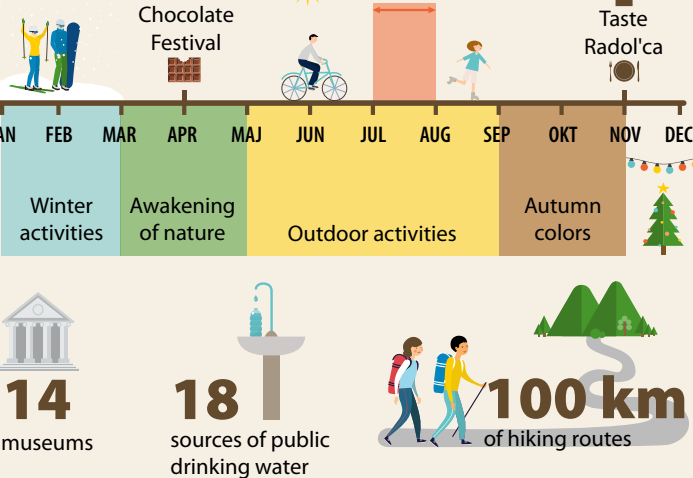 Chocolate
Festival
Taste
Radol'ca
FEB MAR APR MAJ JUN JUL AUG SEP OKT NOV DEC
Winter
activities
Awakening
of nature
Outdoor activities
Autumn
colors
14
museums
18
sources of public
drinking water
100 km
of hiking routes